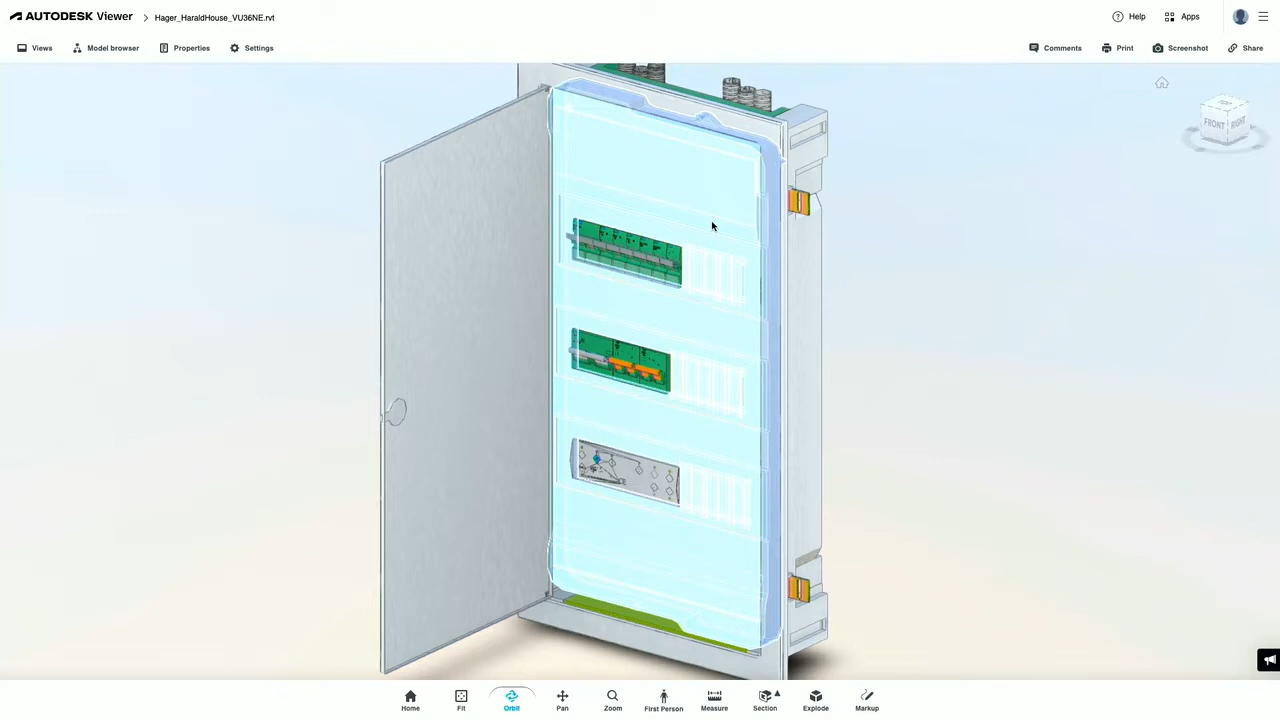 AUTODESK Viewer
Hager_HaraldHouse_VU36NE.rvt
Help
Apps
Views
Model browser
Properties
Settings
Comments
Print
Screenshot
Share
TOP
FRONT
RIGHT
Home
Fit
Orbit
Pan
Zoom
First Person
Measure
Section
Explode
Markup